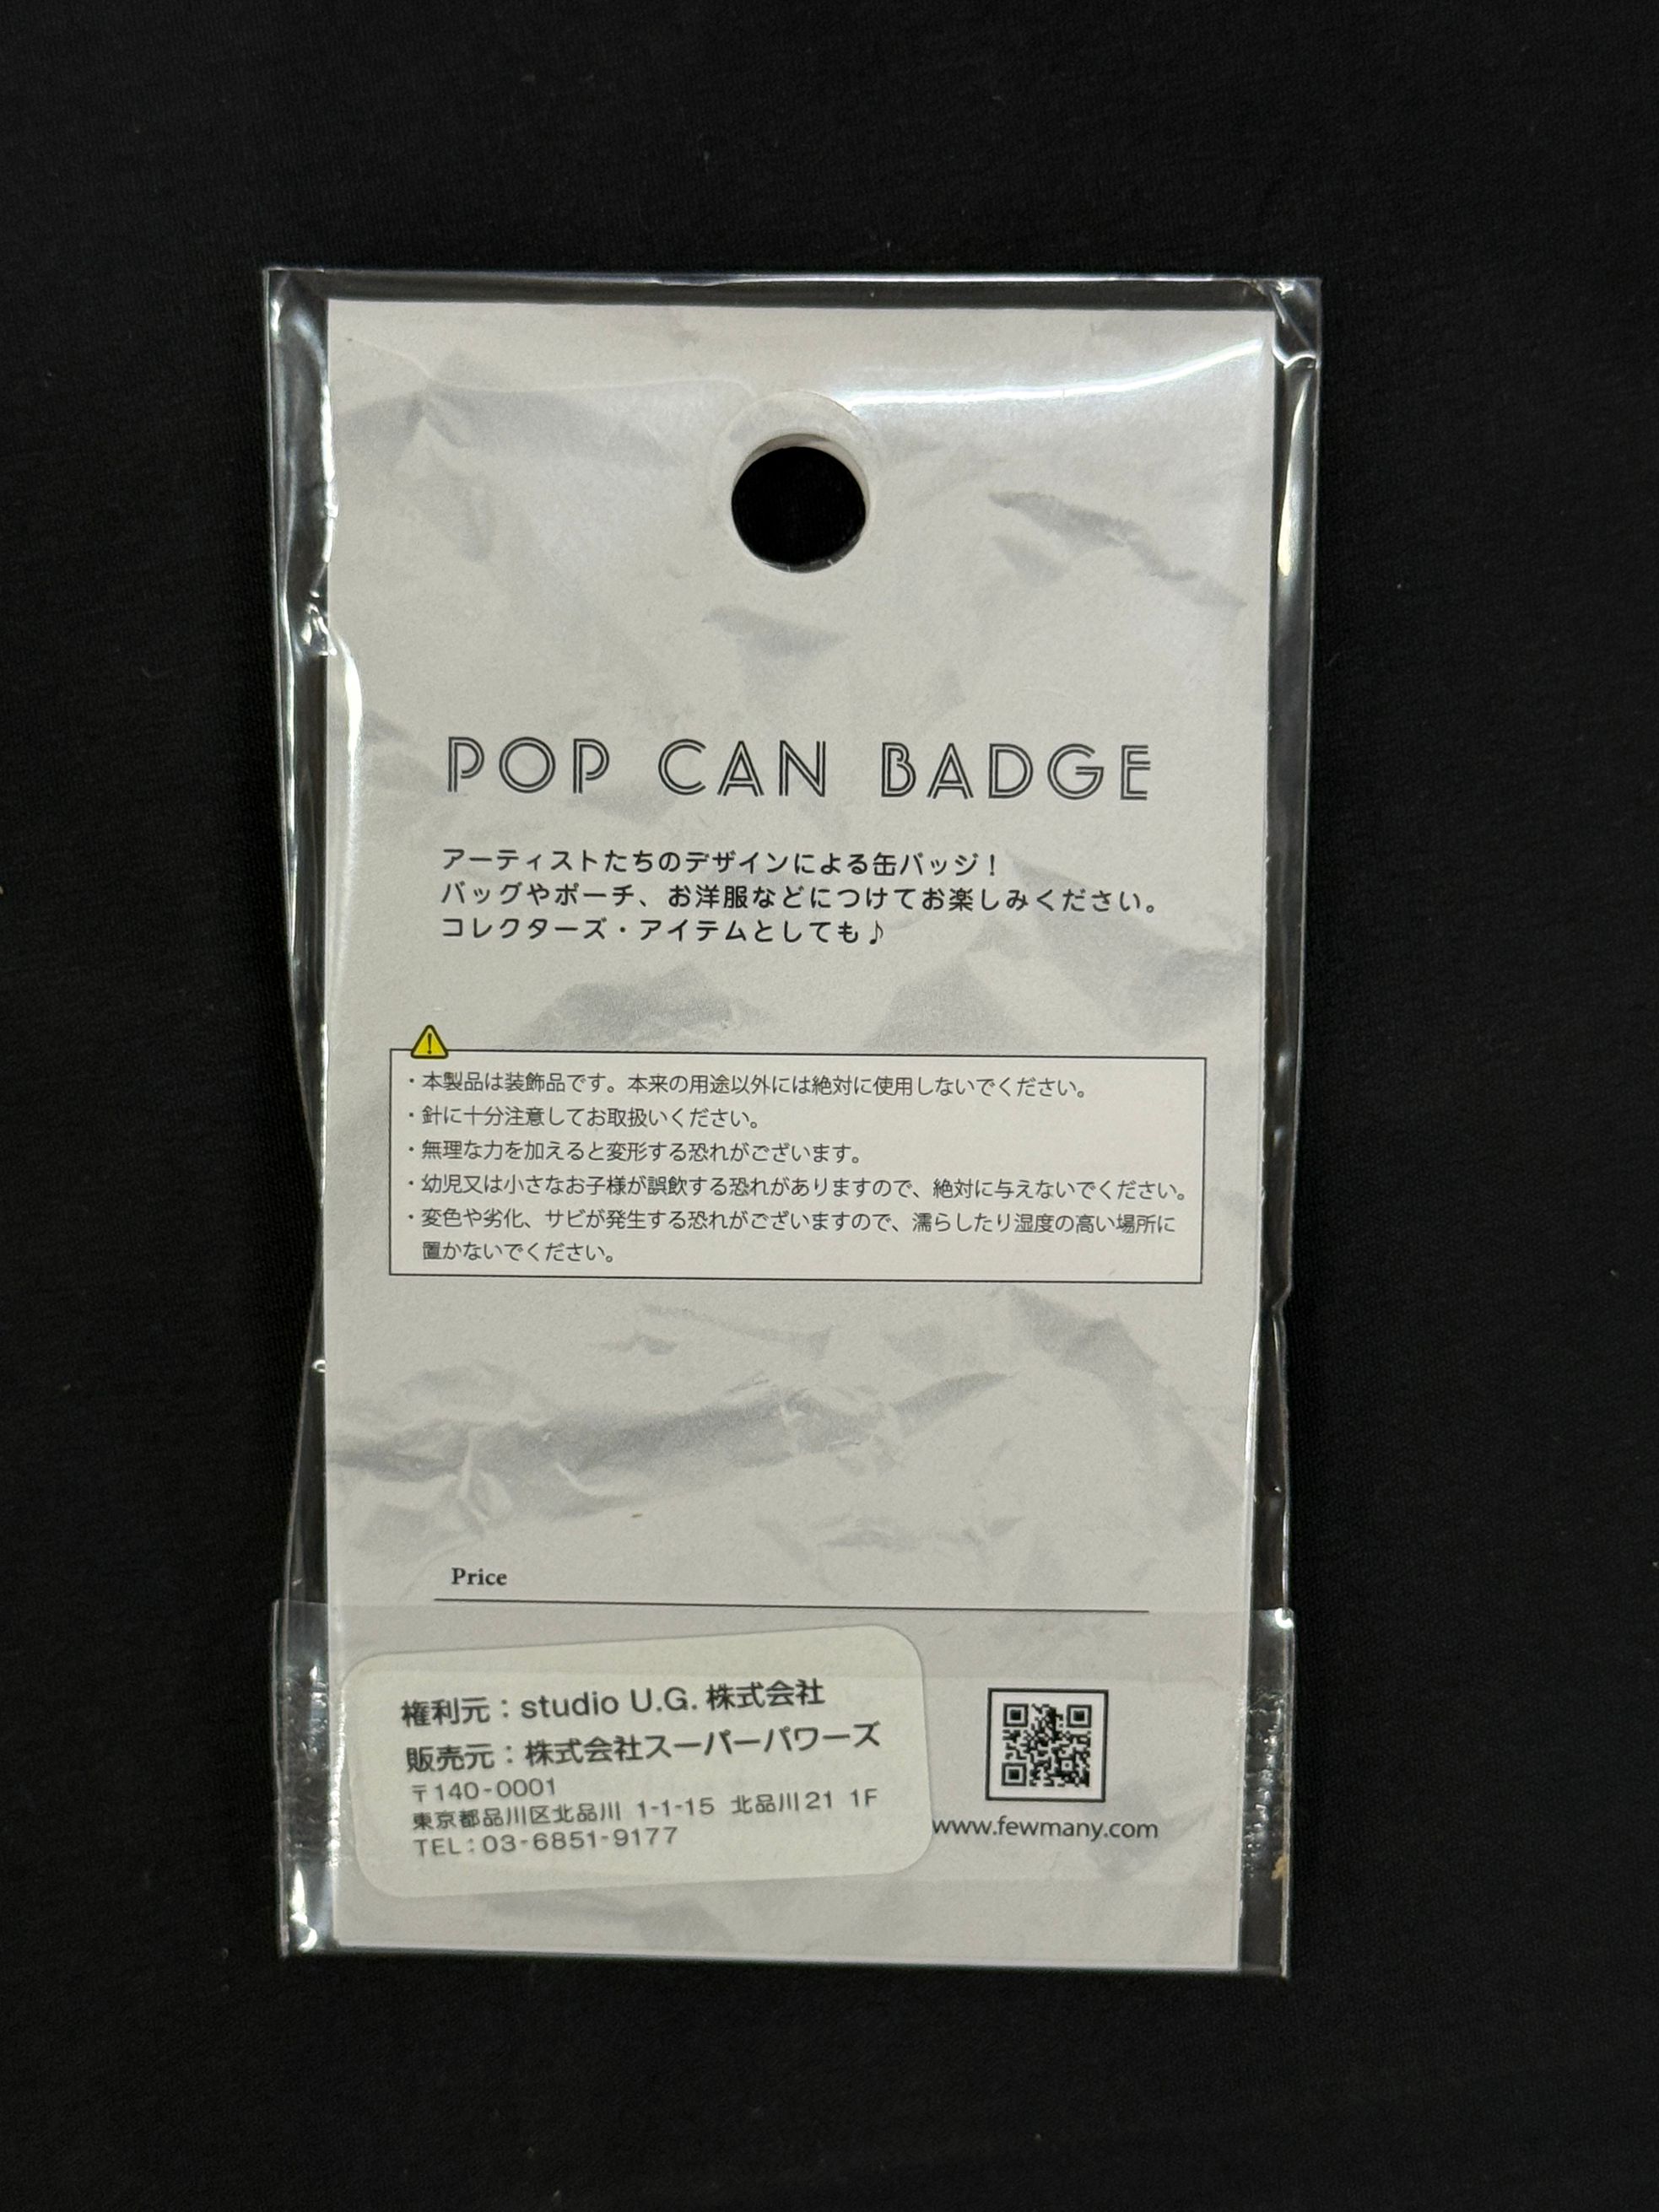 POP CAN BADGE
アーティストたちのデザインによる缶バッジ！
バッグやポーチ、お洋服などにつけてお楽しみください。
コレクターズ・アイテムとしても♪
・本製品は装飾品です。本来の用途以外には絶対に使用しないでください。
・針に十分注意してお取扱いください。
・無理な力を加えると変形する恐れがございます。
・幼児又は小さなお子様が誤飲する恐れがありますので、絶対に与えないでください。
・変色や劣化、サビが発生する恐れがございますので、濡らしたり湿度の高い場所に
置かないでください。
Price
権利元：studio U.G. 株式会社
販売元：株式会社スーパーパワーズ
〒140-0001
東京都品川区北品川 1-1-15 北品川21 1F
TEL：03-6851-9177
www.fewmany.com